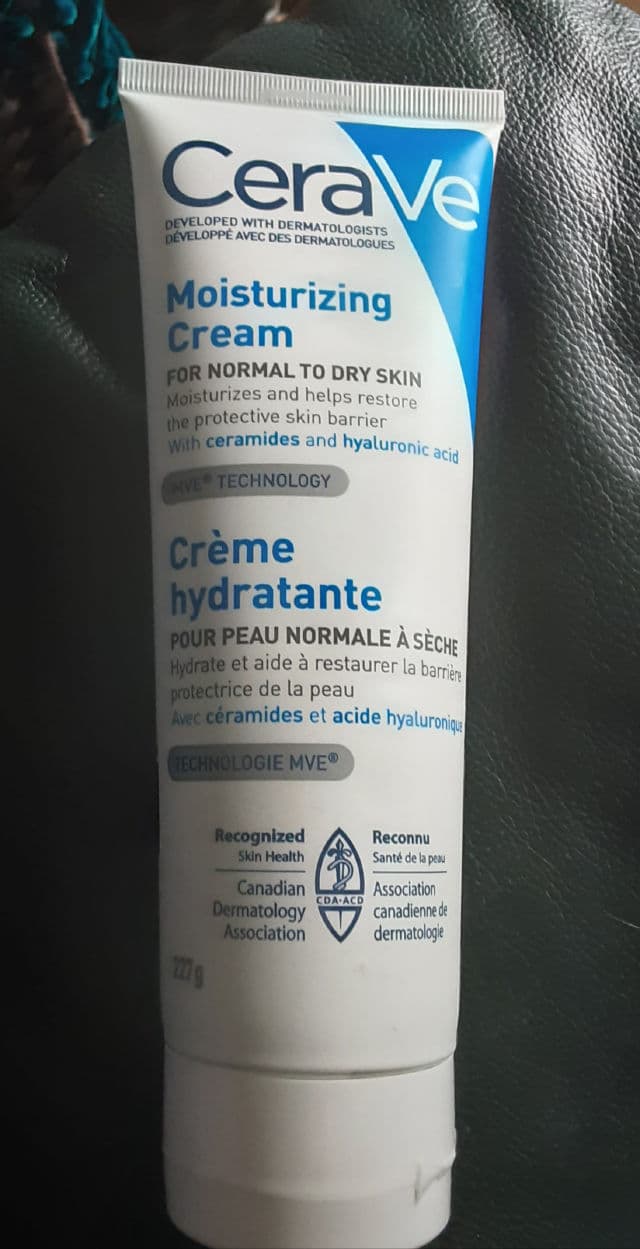 CeraVe
DEVELOPED WITH DERMATOLOGISTS
DÉVELOPPÉ AVEC DES DERMATOLOGUES
Moisturizing
Cream
FOR NORMAL TO DRY SKIN
Moisturizes and helps restore
the protective skin barrier
With ceramides and hyaluronic acid
MVE® TECHNOLOGY
Crème
hydratante
POUR PEAU NORMALE À SÈCHE
Hydrate et aide à restaurer la barrière
protectrice de la peau
Avec céramides et acide hyaluronique
TECHNOLOGIE MVE®
Recognized
Skin Health
Canadian
Dermatology
Association
CDA-ACD
Reconnu
Santé de la peau
Association
canadienne de
dermatologie
227g